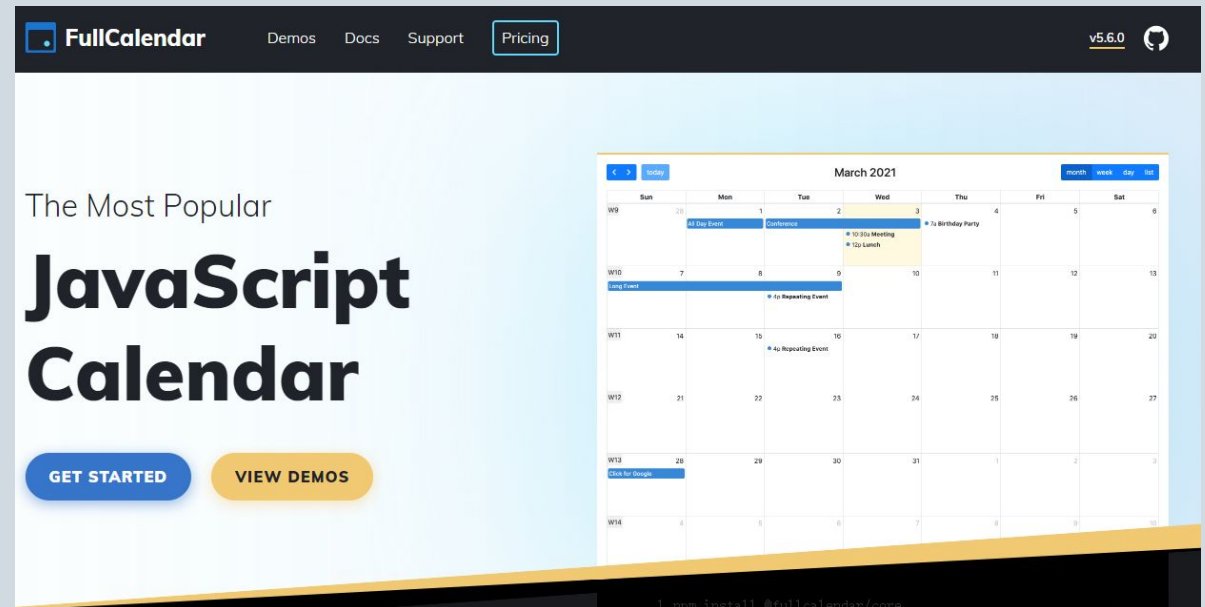 FullCalendar Demos Docs Support Pricing v5.6.0
The Most Popular
JavaScript
Calendar
GET STARTED VIEW DEMOS
today March 2021 month week day list
Sun Mon Tue Wed Thu Fri Sat
W9 28 1 2 3 4 5 6
All Day Event Conference 7a Birthday Party
10:30a Meeting
12p Lunch
W10 7 8 9 10 11 12 13
Long Event
4p Repeating Event
W11 14 15 16 17 18 19 20
4p Repeating Event
W12 21 22 23 24 25 26 27
W13 28 29 30 31 1 2 3
Click for Google
W14 4 5 6 7 8 9 10
1 npm install @fullcalendar/core